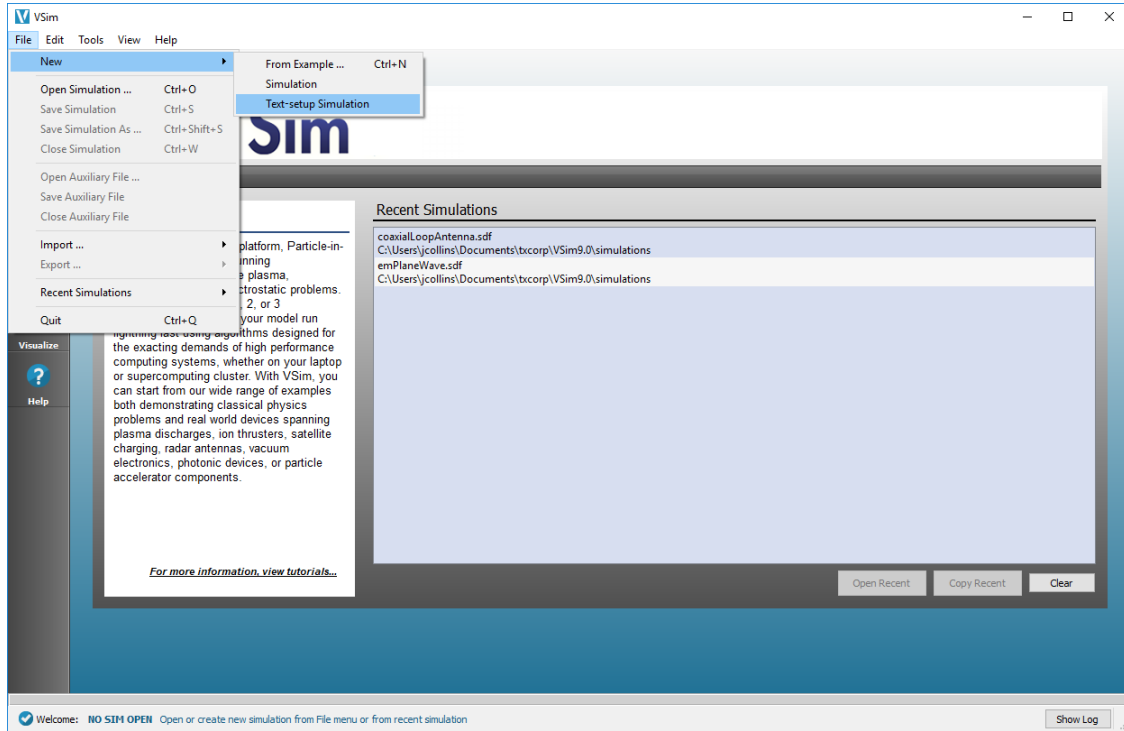 VSim
File Edit Tools View Help
New
From Example ... Ctrl+N
Simulation
Text-setup Simulation
Open Simulation ... Ctrl+O
Save Simulation Ctrl+S
Save Simulation As ... Ctrl+Shift+S
Close Simulation Ctrl+W
Open Auxiliary File ...
Save Auxiliary File
Close Auxiliary File
Import ...
Export ...
Recent Simulations
Quit Ctrl+Q
Sim
platform, Particle-in-
plasma,
problems.
2, or 3
your model run
lightning fast using algorithms designed for
the exacting demands of high performance
computing systems, whether on your laptop
or supercomputing cluster. With VSim, you
can start from our wide range of examples
both demonstrating classical physics
problems and real world devices spanning
plasma discharges, ion thrusters, satellite
charging, radar antennas, vacuum
electronics, photonic devices, or particle
accelerator components.
For more information, view tutorials...
Visualize
Help
Recent Simulations
coaxialLoopAntenna.sdf
C:\Users\jcollins\Documents\txcorp\VSim9.0\simulations
emPlaneWave.sdf
C:\Users\jcollins\Documents\txcorp\VSim9.0\simulations
Open Recent Copy Recent Clear
Welcome: NO SIM OPEN Open or create new simulation from File menu or from recent simulation
Show Log